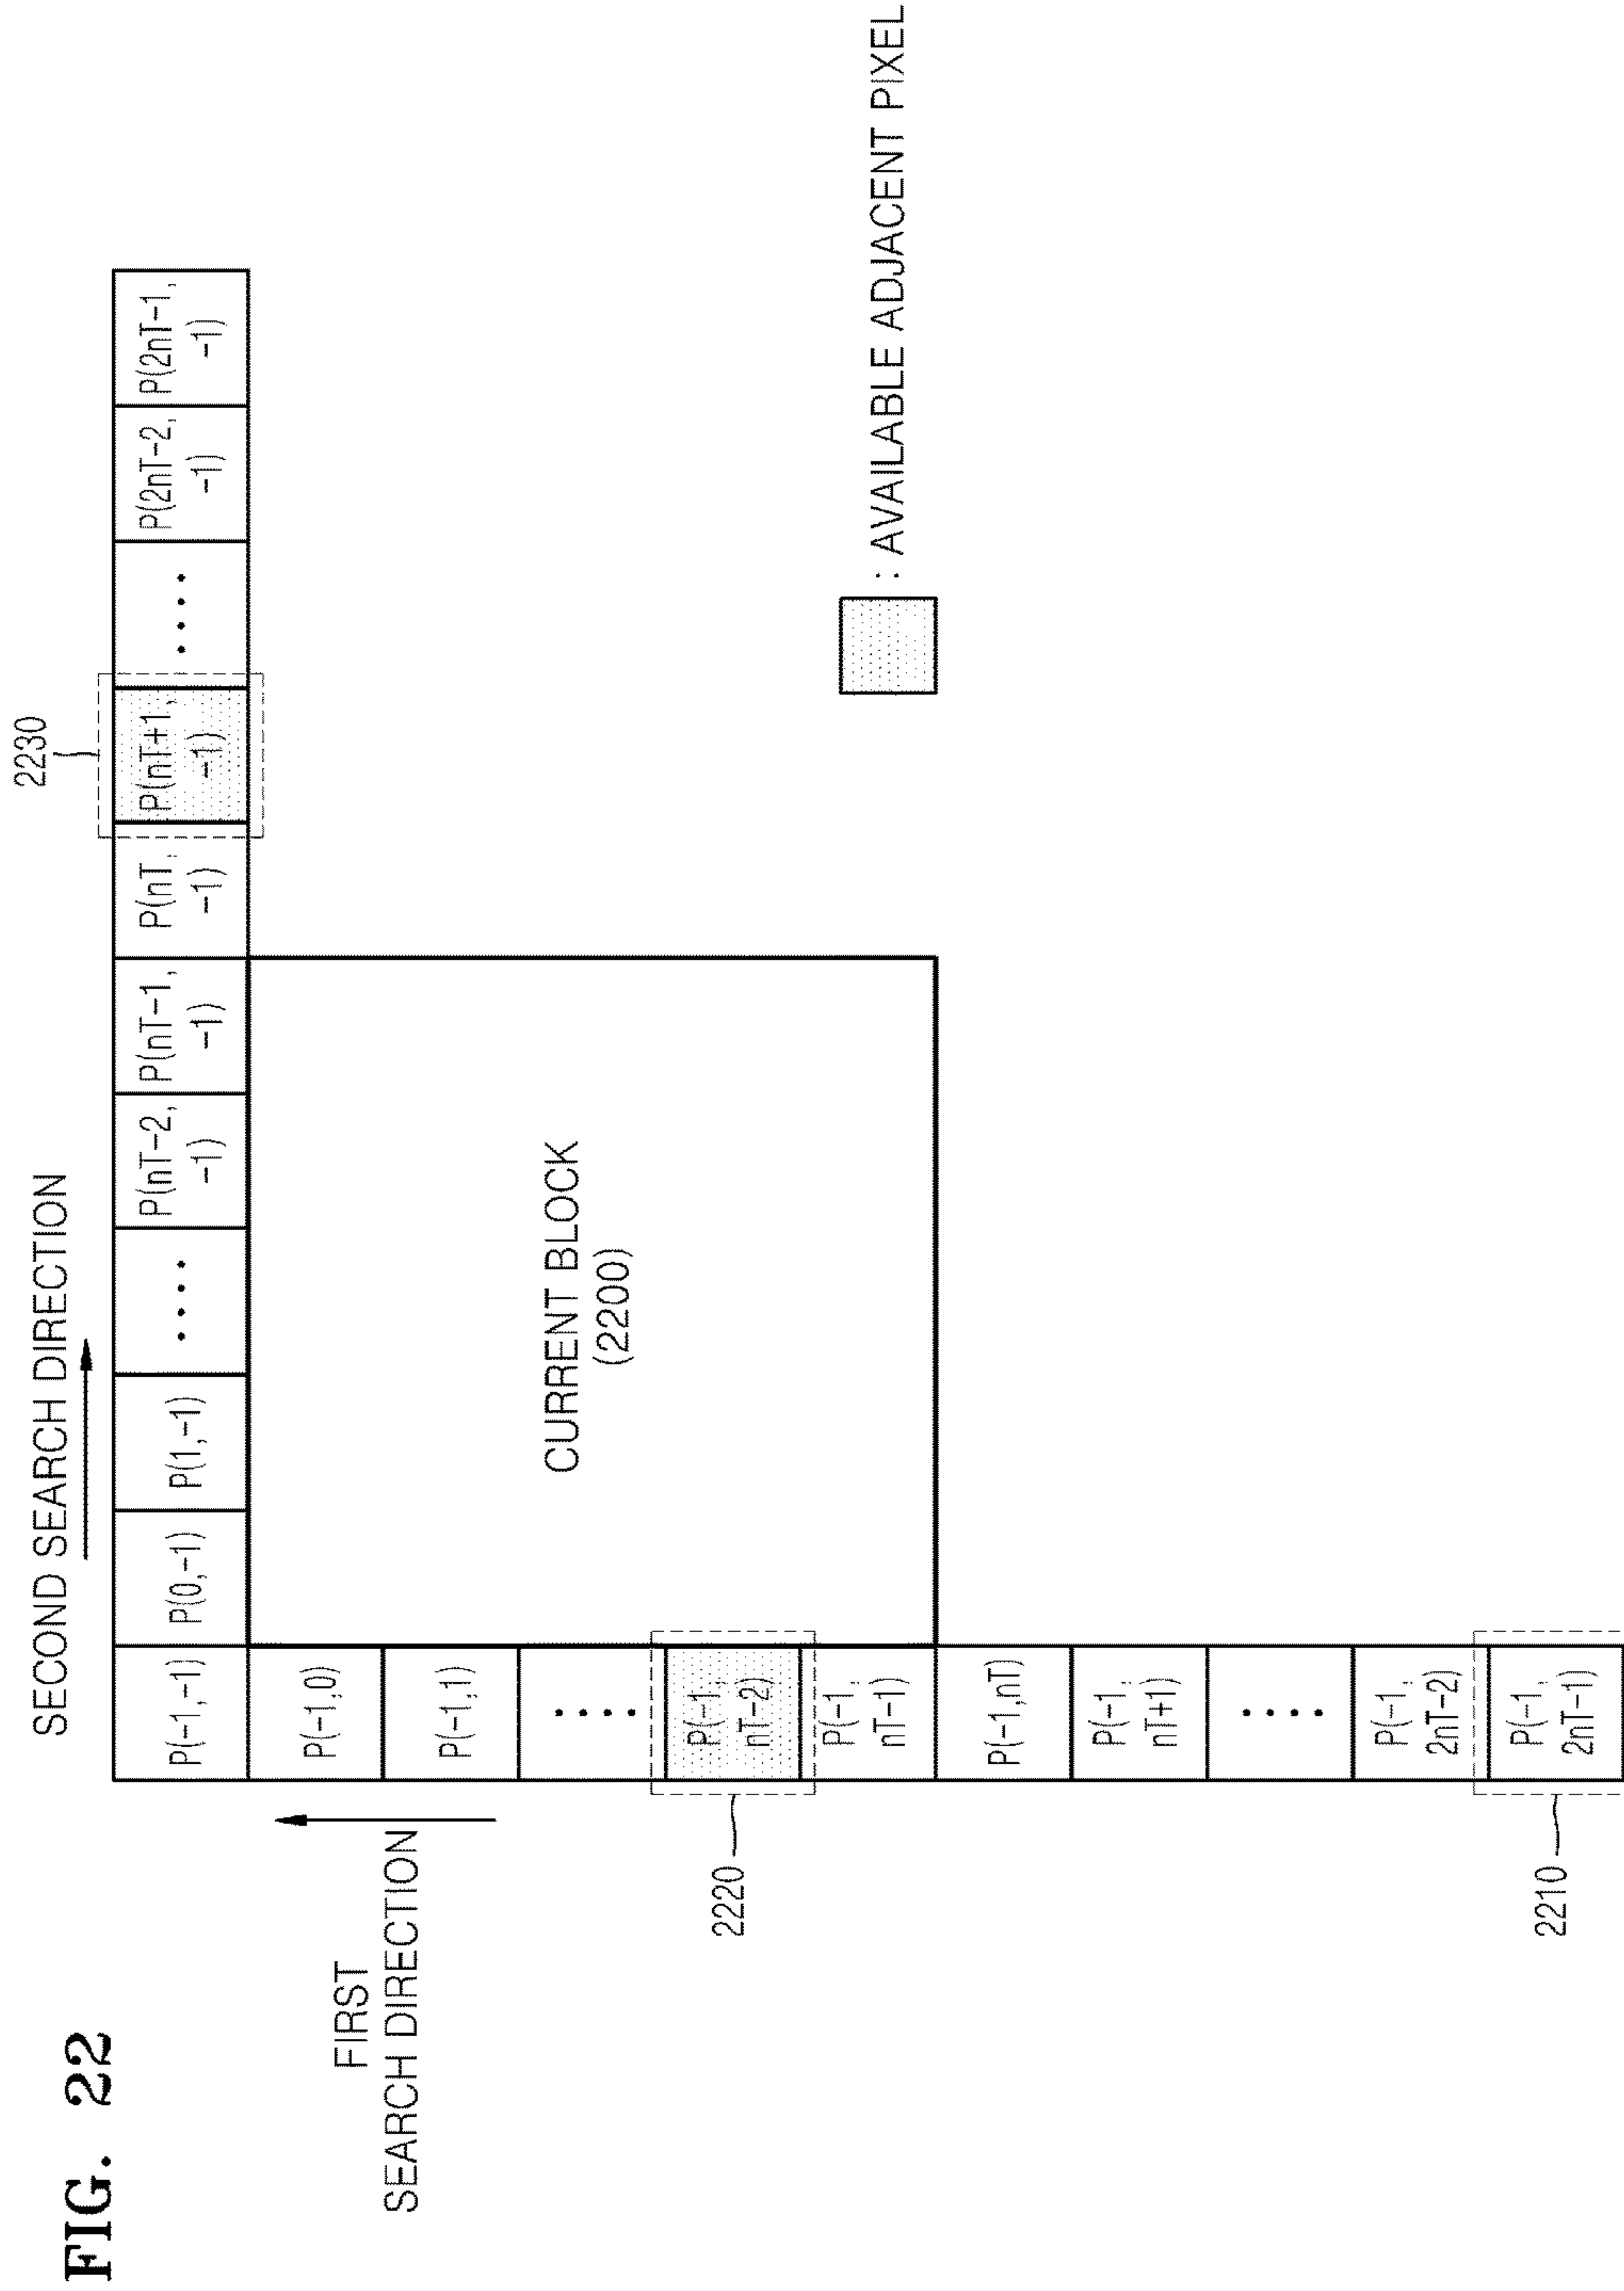 FIG. 22
SECOND SEARCH DIRECTION
2230
P(-1,-1)
P(0,-1)
P(1,-1)
....
P(nT-2,
-1)
P(nT-1,
-1)
P(nT,
-1)
P(nT+1,
-1)
....
P(2nT-2,
-1)
P(2nT-1,
-1)
FIRST
SEARCH DIRECTION
P(-1,0)
P(-1,1)
....
2220
P(-1,
nT-2)
P(-1,
nT-1)
P(-1,nT)
P(-1,
nT+1)
....
P(-1,
2nT-2)
2210
P(-1,
2nT-1)
CURRENT BLOCK
(2200)
: AVAILABLE ADJACENT PIXEL